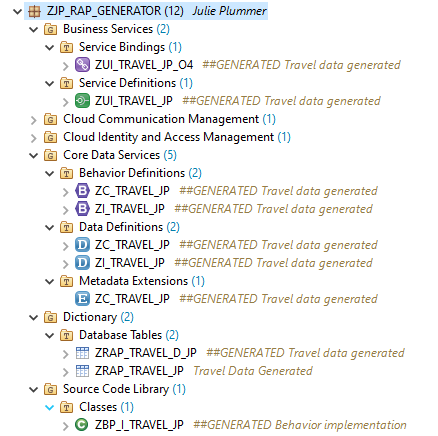 ZJP_RAP_GENERATOR (12) Julie Plummer
Business Services (2)
Service Bindings (1)
ZUI_TRAVEL_JP_O4 ##GENERATED Travel data generated
Service Definitions (1)
ZUI_TRAVEL_JP ##GENERATED Travel data generated
Cloud Communication Management (1)
Cloud Identity and Access Management (1)
Core Data Services (5)
Behavior Definitions (2)
B ZC_TRAVEL_JP ##GENERATED Travel data generated
B ZI_TRAVEL_JP ##GENERATED Travel data generated
Data Definitions (2)
D ZC_TRAVEL_JP ##GENERATED Travel data generated
D ZI_TRAVEL_JP ##GENERATED Travel data generated
Metadata Extensions (1)
E ZC_TRAVEL_JP ##GENERATED Travel data generated
Dictionary (2)
Database Tables (2)
ZRAP_TRAVEL_D_JP ##GENERATED Travel data generated
ZRAP_TRAVEL_JP Travel Data Generated
Source Code Library (1)
Classes (1)
C ZBP_I_TRAVEL_JP ##GENERATED Behavior implementation